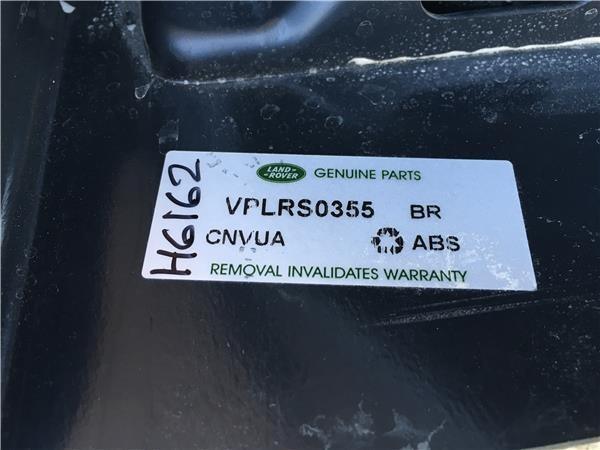 LAND-
-ROVER
GENUINE PARTS
VPLRS0355 BR
CNVUA ABS
REMOVAL INVALIDATES WARRANTY
H6162